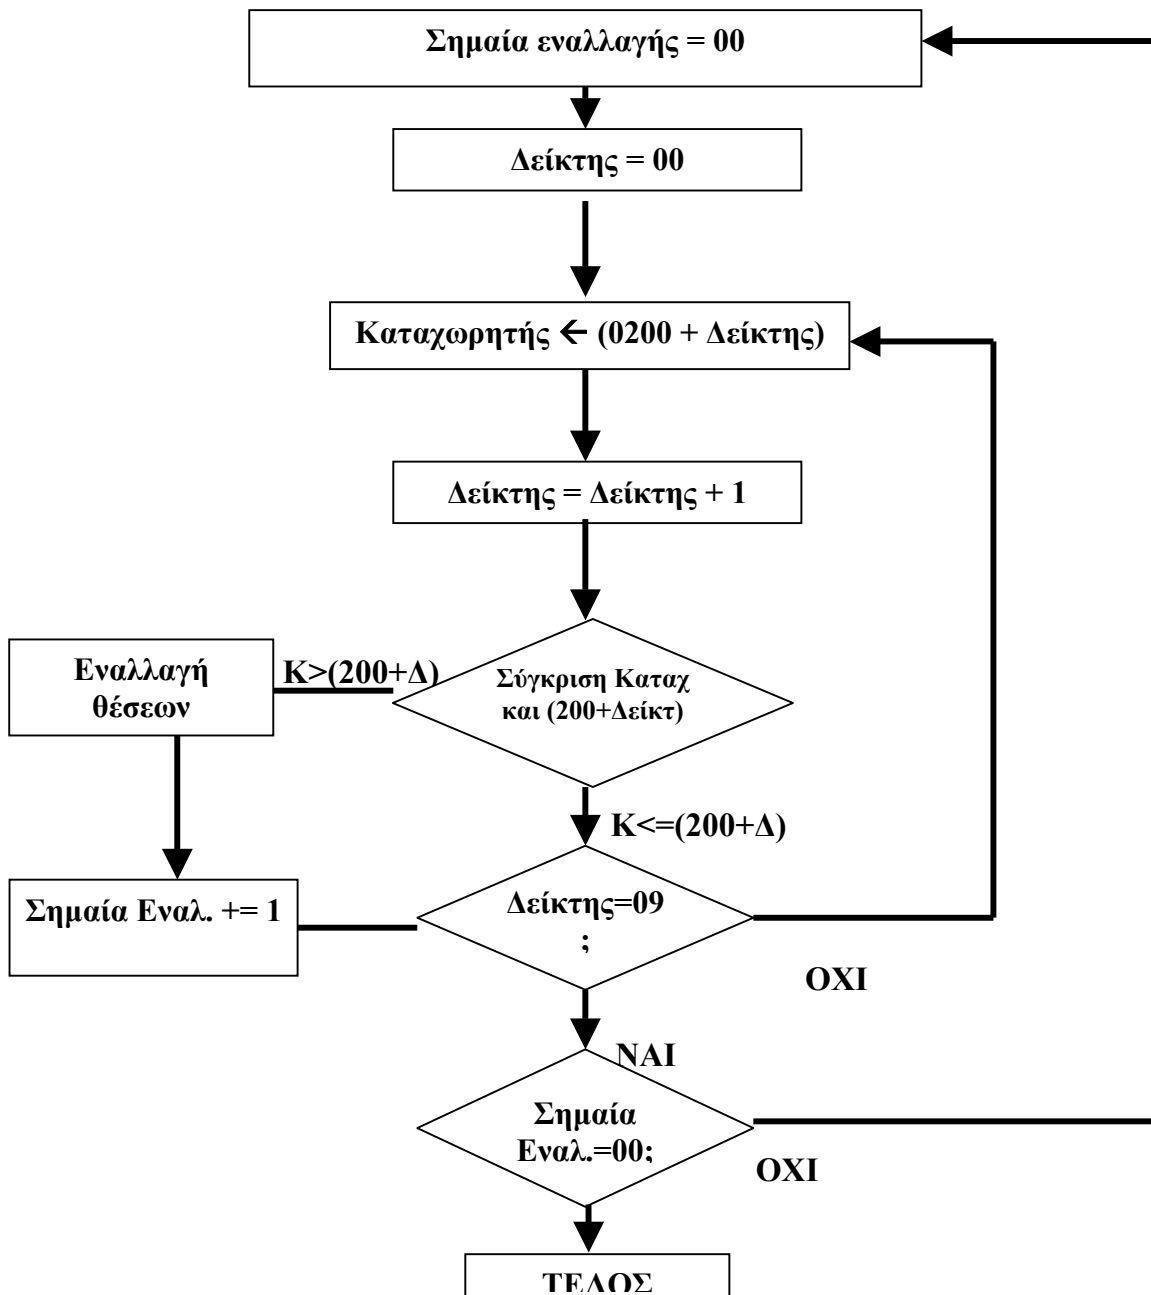 Σημαία εναλλαγής = 00
Δείκτης = 00
Καταχωρητής ← (0200 + Δείκτης)
Δείκτης = Δείκτης + 1
Εναλλαγή
θέσεων
Κ>(200+Δ)
Σύγκριση Καταχ
και (200+Δείκτ)
Κ<=(200+Δ)
Σημαία Εναλ. += 1
Δείκτης=09
;
ΟΧΙ
ΝΑΙ
Σημαία
Εναλ.=00;
ΟΧΙ
ΤΕΛΟΣ